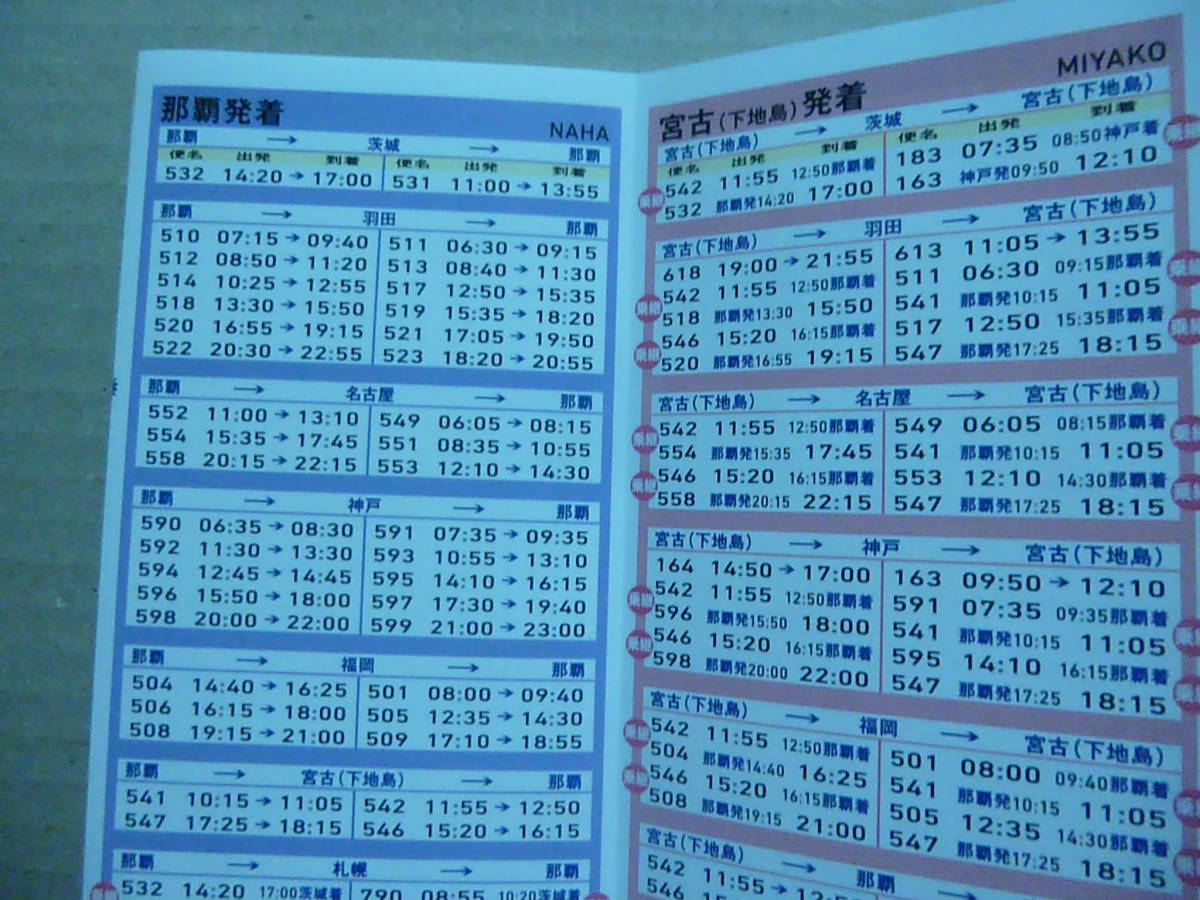 那覇発着 NAHA
那覇 → 茨城 → 那覇
便名 出発 到着 便名 出発 到着
532 14:20→17:00 531 11:00→13:55
那覇 → 羽田 → 那覇
510 07:15→09:40 511 06:30→09:15
512 08:50→11:20 513 08:40→11:30
514 10:25→12:55 517 12:50→15:35
518 13:30→15:50 519 15:35→18:20
520 16:55→19:15 521 17:05→19:50
522 20:30→22:55 523 18:20→20:55
那覇 → 名古屋 → 那覇
552 11:00→13:10 549 06:05→08:15
554 15:35→17:45 551 08:35→10:55
558 20:15→22:15 553 12:10→14:30
那覇 → 神戸 → 那覇
590 06:35→08:30 591 07:35→09:35
592 11:30→13:30 593 10:55→13:10
594 12:45→14:45 595 14:10→16:15
596 15:50→18:00 597 17:30→19:40
598 20:00→22:00 599 21:00→23:00
那覇 → 福岡 → 那覇
504 14:40→16:25 501 08:00→09:40
506 16:15→18:00 505 12:35→14:30
508 19:15→21:00 509 17:10→18:55
那覇 → 宮古(下地島) → 那覇
541 10:15→11:05 542 11:55→12:50
547 17:25→18:15 546 15:20→16:15
那覇 → 札幌 → 那覇
532 14:20 17:00茨城着 790 08:55 10:20茨城着
宮古(下地島)発着 MIYAKO
宮古(下地島) → 茨城 → 宮古(下地島)
便名 出発 到着 便名 出発 到着
乗継 542 11:55 12:50那覇着 183 07:35 08:50神戸着
532 那覇発14:20 17:00 163 神戸発09:50 12:10
宮古(下地島) → 羽田 → 宮古(下地島)
618 19:00→21:55 613 11:05→13:55
乗継 542 11:55 12:50那覇着 511 06:30 09:15那覇着
518 那覇発13:30 15:50 541 那覇発10:15 11:05
乗継 546 15:20 16:15那覇着 517 12:50 15:35那覇着
520 那覇発16:55 19:15 547 那覇発17:25 18:15
宮古(下地島) → 名古屋 → 宮古(下地島)
乗継 542 11:55 12:50那覇着 549 06:05 08:15那覇着
554 那覇発15:35 17:45 541 那覇発10:15 11:05
乗継 546 15:20 16:15那覇着 553 12:10 14:30那覇着
558 那覇発20:15 22:15 547 那覇発17:25 18:15
宮古(下地島) → 神戸 → 宮古(下地島)
164 14:50→17:00 163 09:50→12:10
乗継 542 11:55 12:50那覇着 591 07:35 09:35那覇着
596 那覇発15:50 18:00 541 那覇発10:15 11:05
乗継 546 15:20 16:15那覇着 595 14:10 16:15那覇着
598 那覇発20:00 22:00 547 那覇発17:25 18:15
宮古(下地島) → 福岡 → 宮古(下地島)
乗継 542 11:55 12:50那覇着 501 08:00 09:40那覇着
504 那覇発14:40 16:25 541 那覇発10:15 11:05
乗継 546 15:20 16:15那覇着 505 12:35 14:30那覇着
508 那覇発19:15 21:00 547 那覇発17:25 18:15
宮古(下地島) → 那覇 →
542 11:55→
546